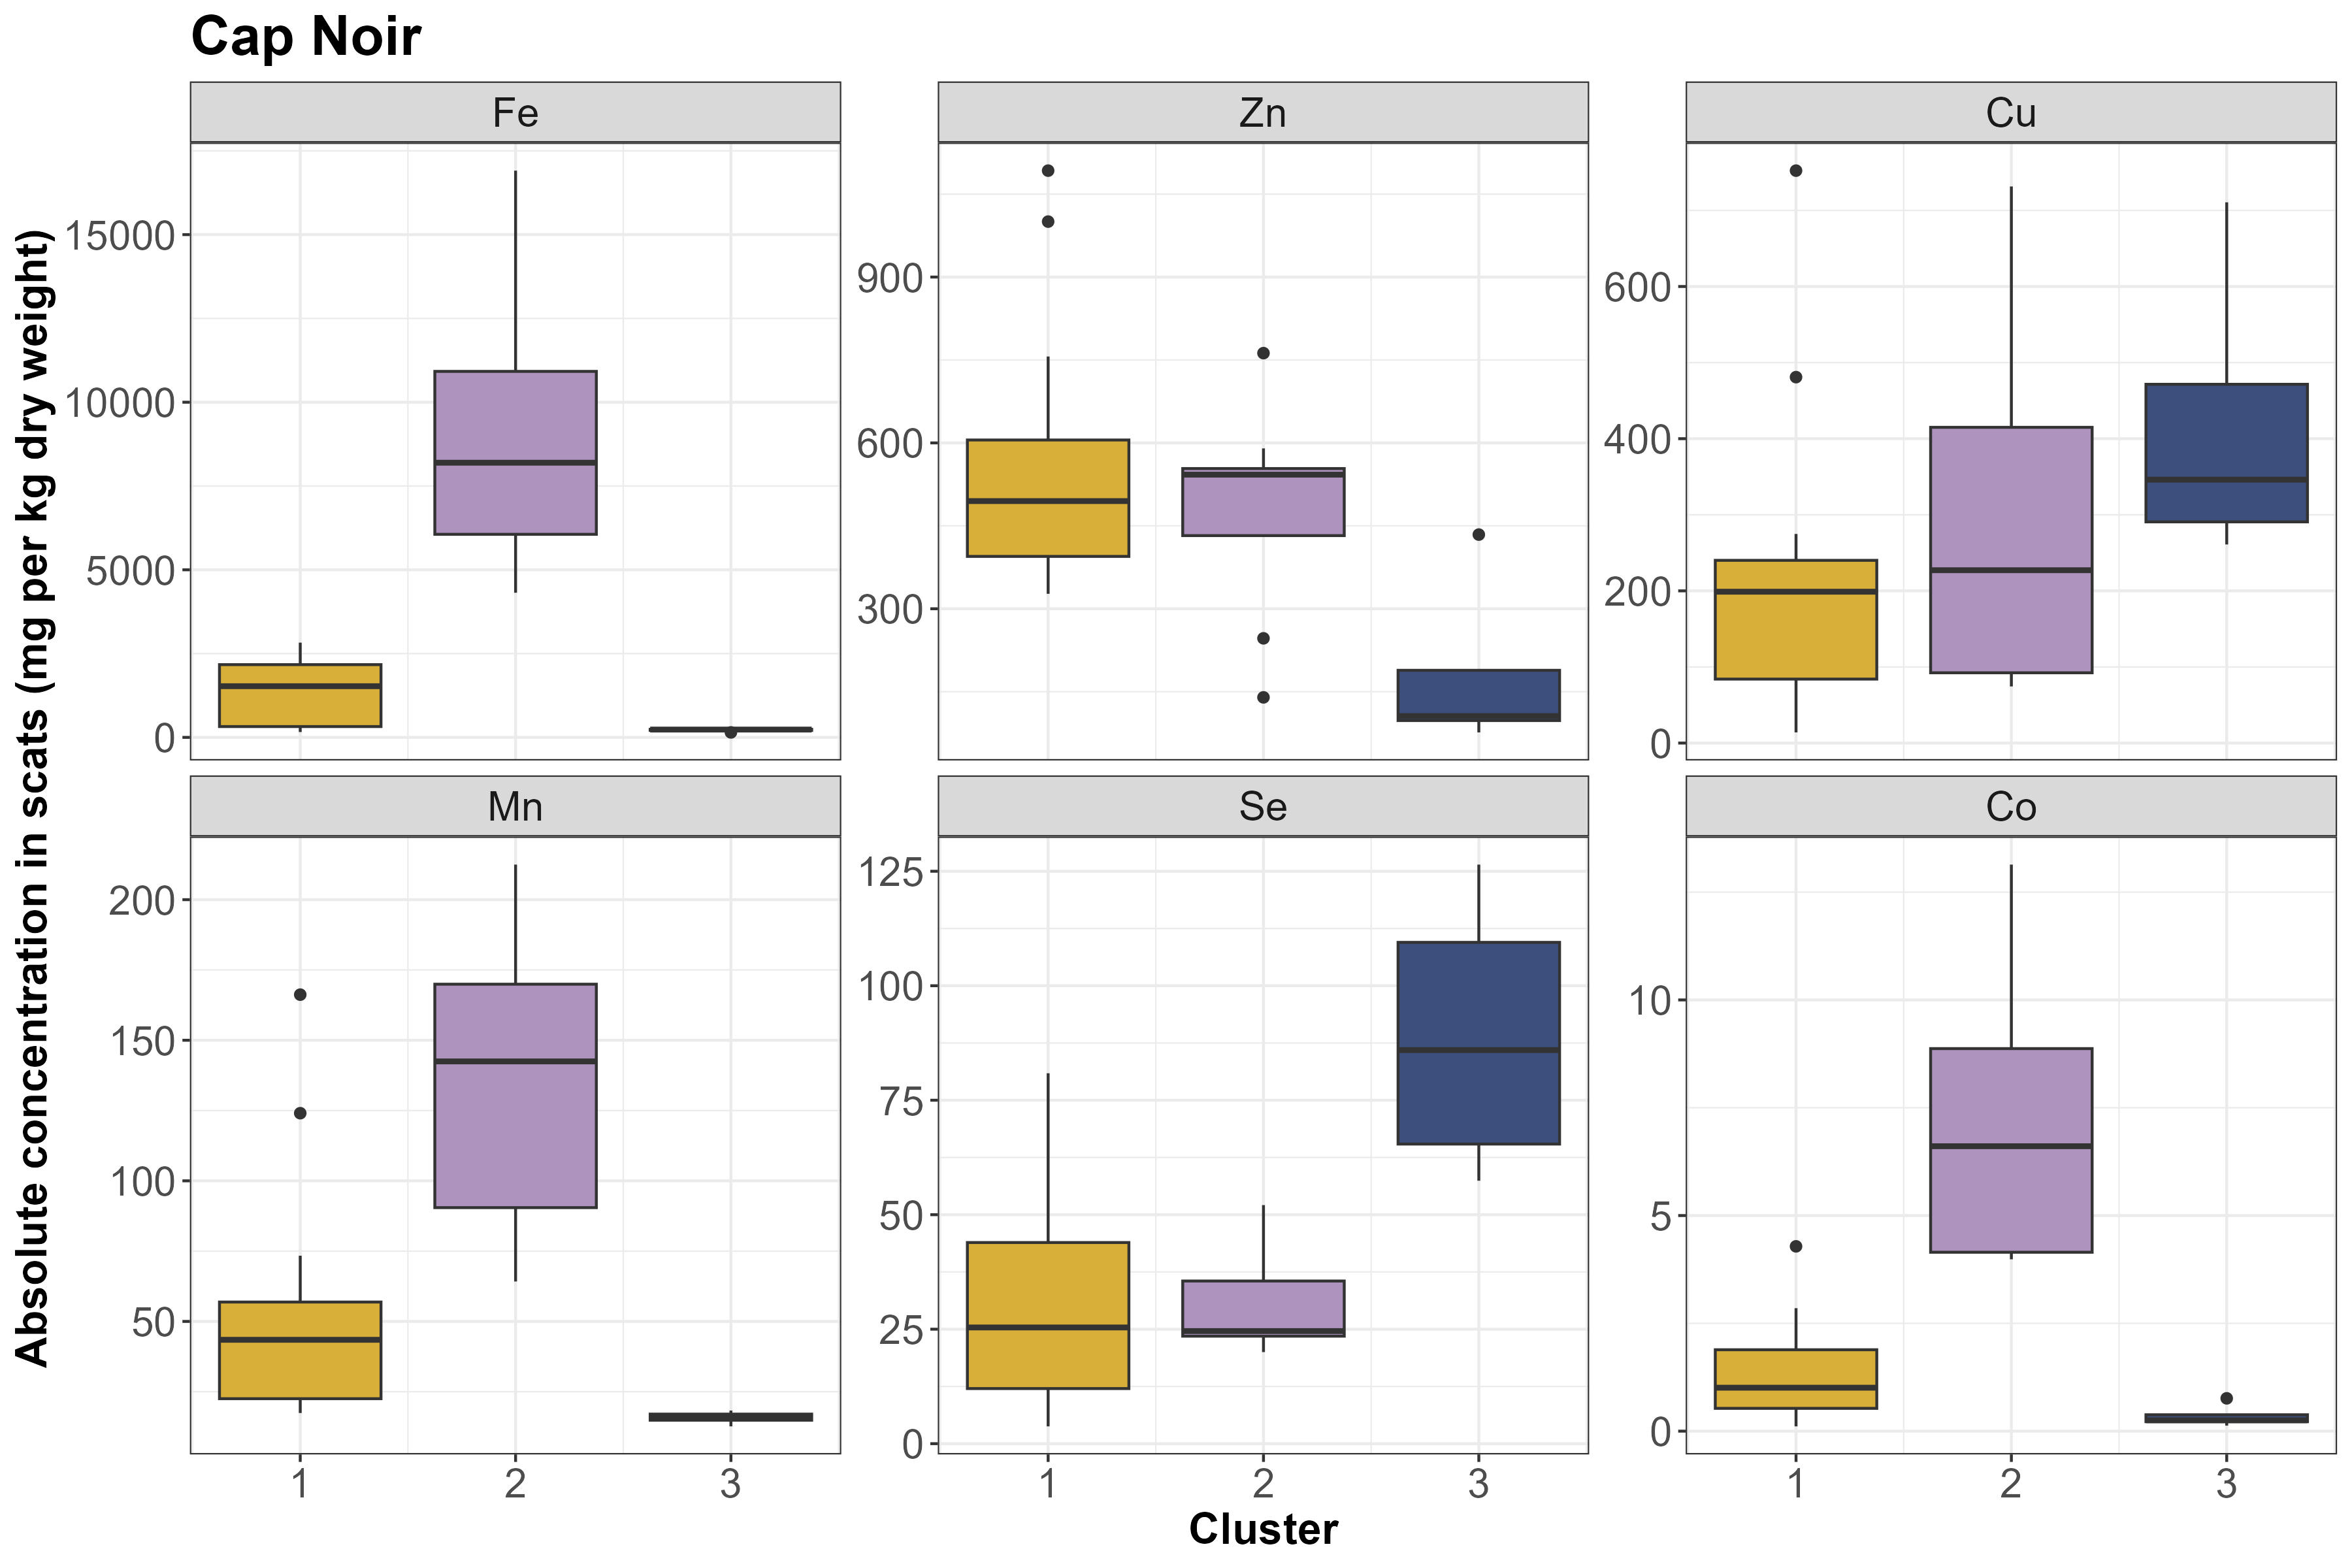 Cap Noir
Absolute concentration in scats (mg per kg dry weight)
Fe
15000
10000
5000
0
Zn
900
600
300
Cu
600
400
200
0
Mn
200
150
100
50
1 2 3
Se
125
100
75
50
25
0
1 2 3
Co
10
5
0
1 2 3
Cluster